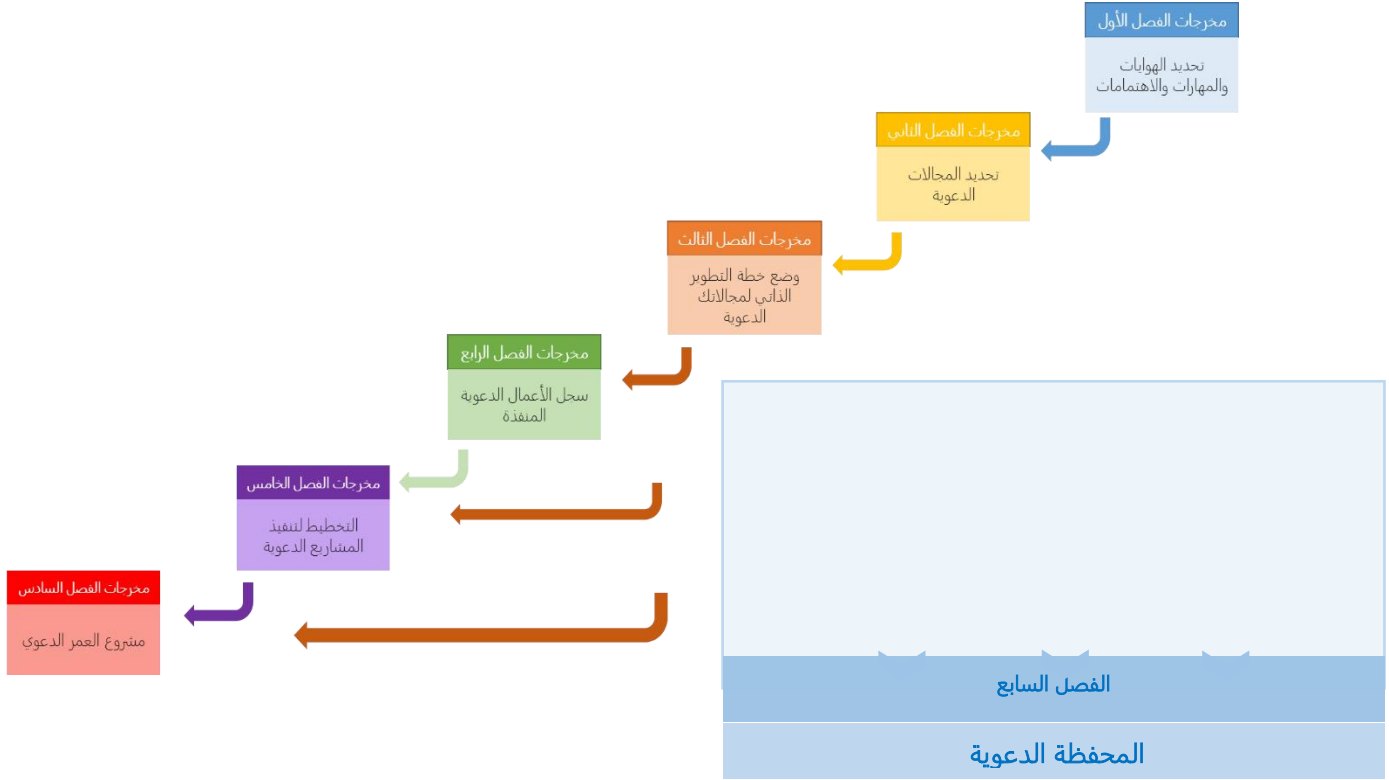 مخرجات الفصل الأول
تحديد الهوايات
والمهارات والاهتمامات
مخرجات الفصل الثاني
تحديد المجالات
الدعوية
مخرجات الفصل الثالث
وضع خطة التطوير
الذاتي لمجالاتك
الدعوية
مخرجات الفصل الرابع
سجل الأعمال الدعوية
المنفذة
مخرجات الفصل الخامس
التخطيط لتنفيذ
المشاريع الدعوية
مخرجات الفصل السادس
مشروع العمر الدعوي
الفصل السابع
المحفظة الدعوية